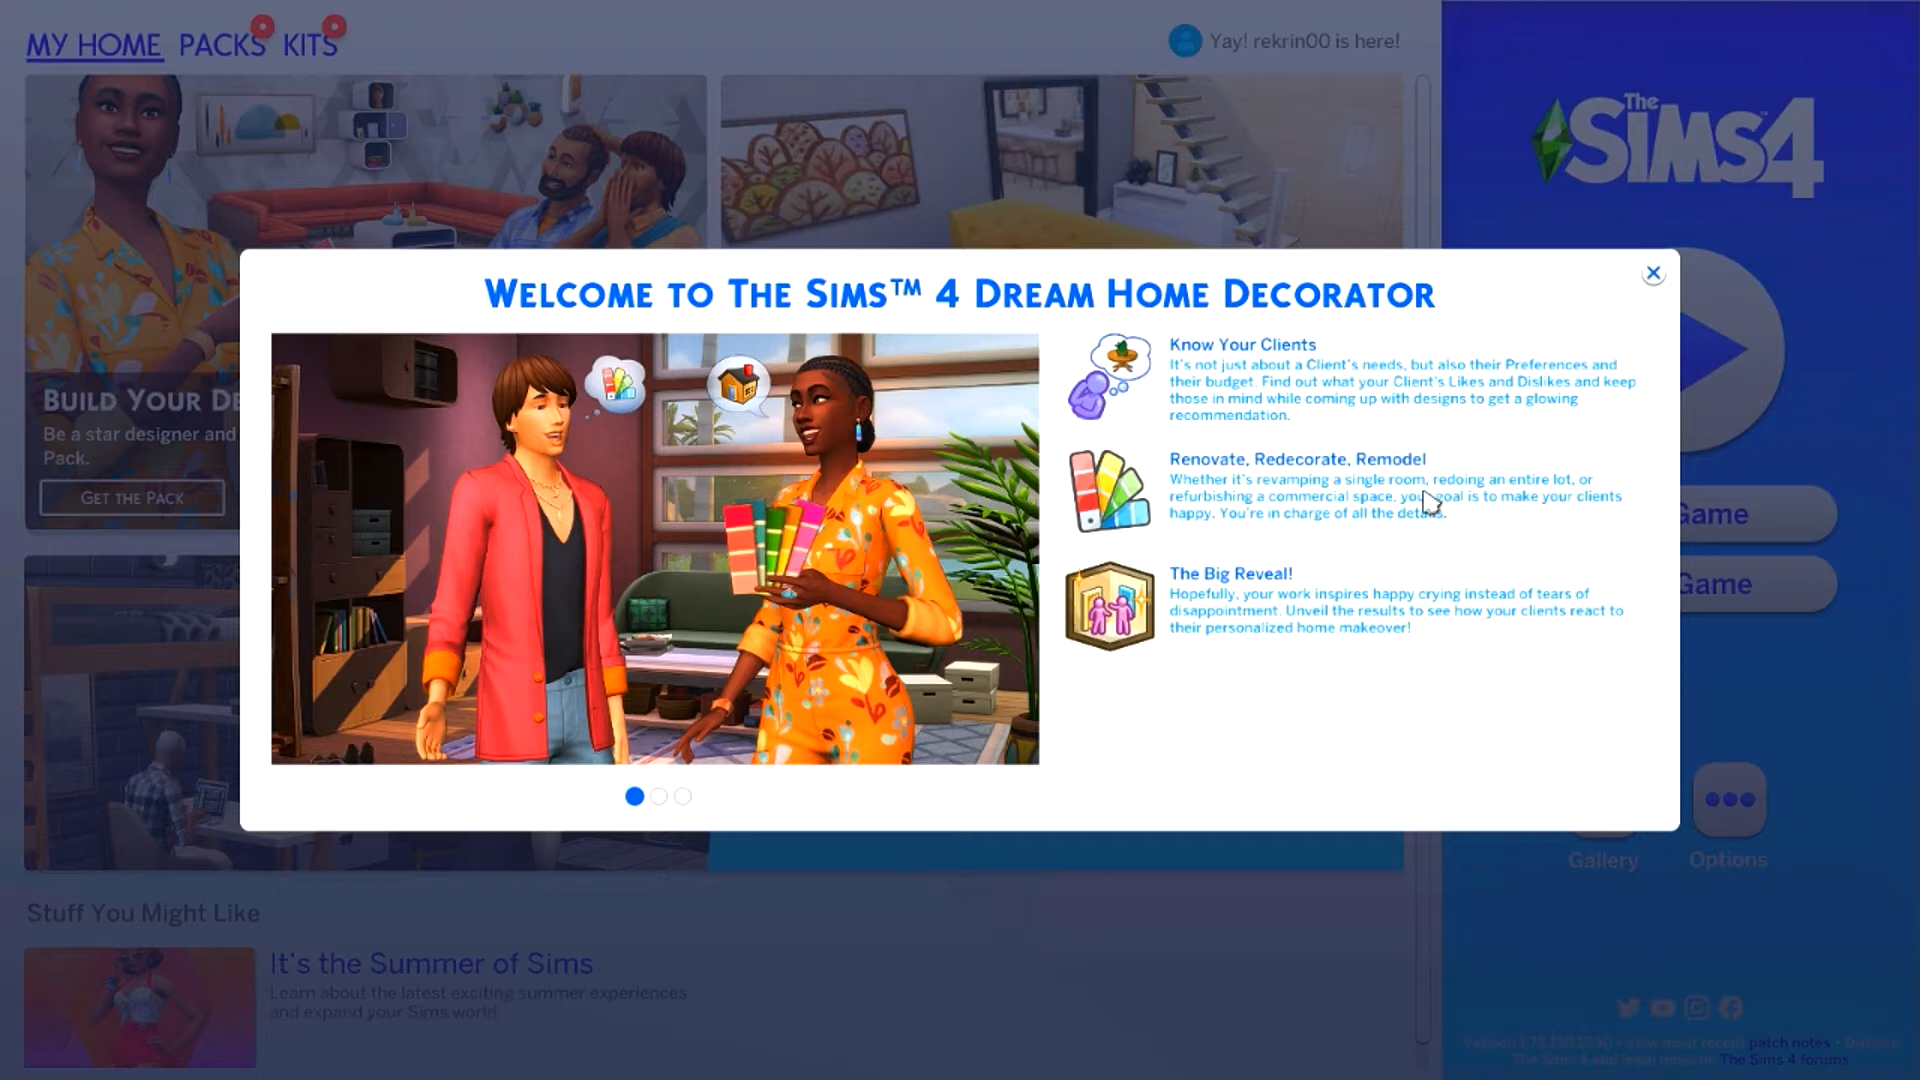 MY HOME PACKS KITS
Yay! rekrin00 is here!
The Sims 4
WELCOME TO THE SIMS™ 4 DREAM HOME DECORATOR
Know Your Clients
It's not just about a Client's needs, but also their Preferences and
their budget. Find out what your Client's Likes and Dislikes and keep
those in mind while coming up with designs to get a glowing
recommendation.
Renovate, Redecorate, Remodel
Whether it's revamping a single room, redoing an entire lot, or
refurbishing a commercial space, your goal is to make your clients
happy. You're in charge of all the details.
The Big Reveal!
Hopefully, your work inspires happy crying instead of tears of
disappointment. Unveil the results to see how your clients react to
their personalized home makeover!
BUILD YOUR DE
Be a star designer and
Pack.
GET THE PACK
Game
Game
Gallery Options
Stuff You Might Like
It's the Summer of Sims
Learn about the latest exciting summer experiences
and expand your Sims world.
patch notes
The Sims 4 forums